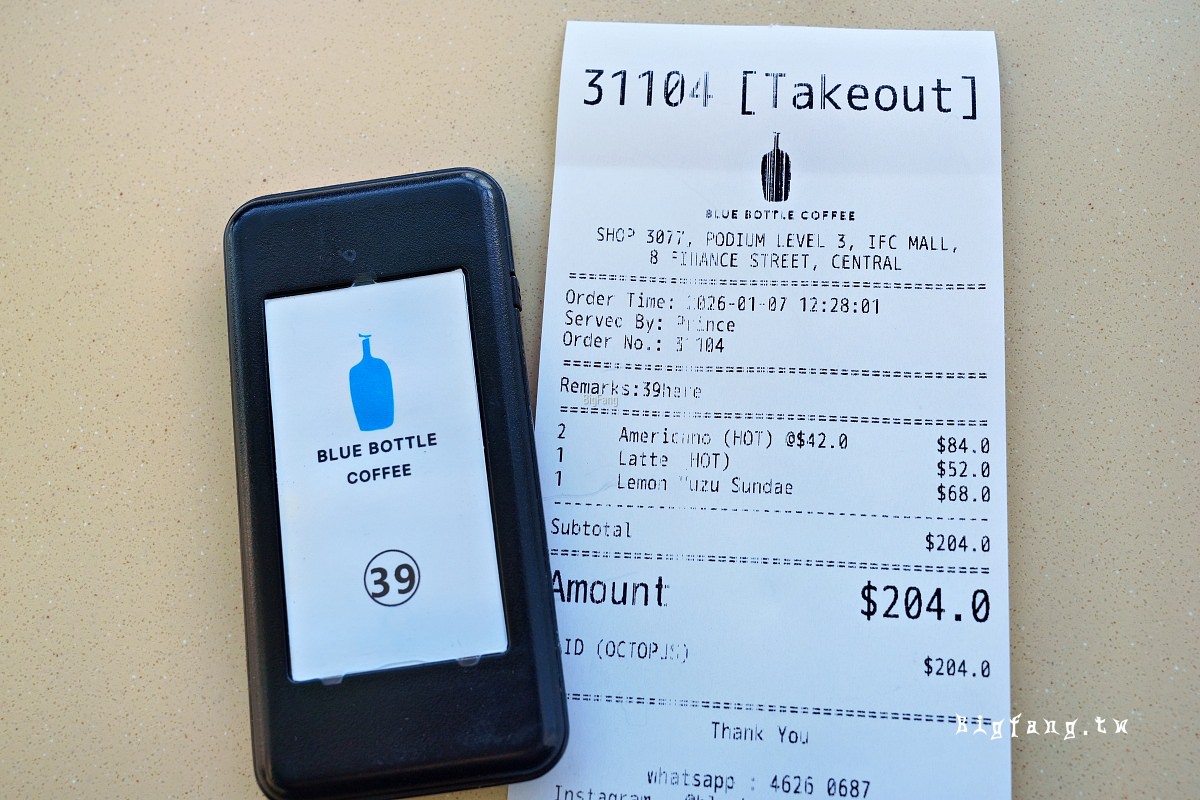 BLUE BOTTLE
COFFEE
39
31104 [Takeout]
BLUE BOTTLE COFFEE
SHOP 3077, PODIUM LEVEL 3, IFC MALL,
8 FINANCE STREET, CENTRAL
Order Time: 2026-01-07 12:28:01
Served By: Prince
Order No.: 31104
Remarks:39here
BigFang
2 Americano (HOT) @$42.0 $84.0
1 Latte (HOT) $52.0
1 Lemon Yuzu Sundae $68.0
Subtotal $204.0
Amount $204.0
(OCTOPUS) $204.0
Thank You
whatsapp : 4626 0687
Instagram
Bigfang.tw